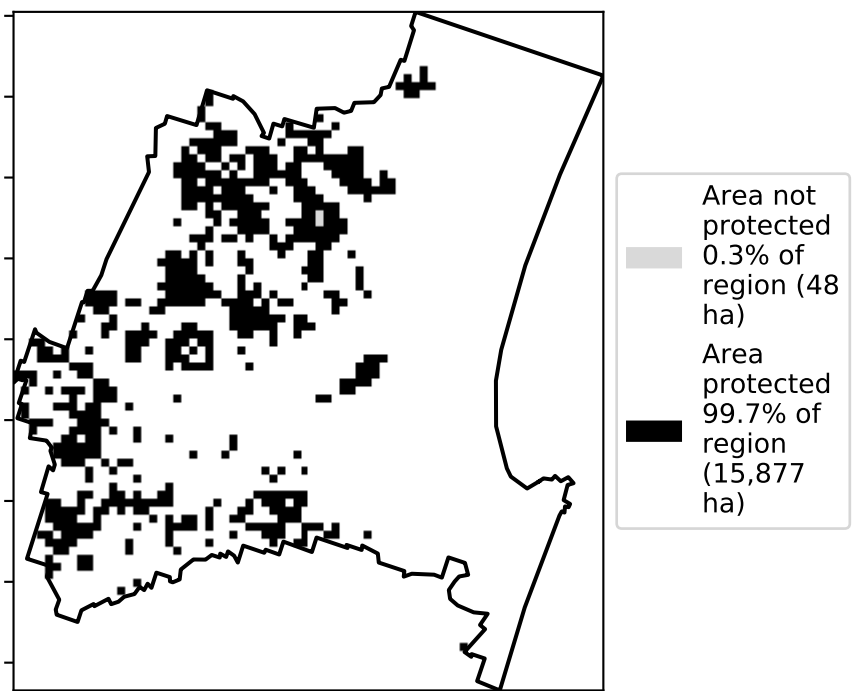 Area not
protected
0.3% of
region (48
ha)
Area
protected
99.7% of
region
(15,877
ha)